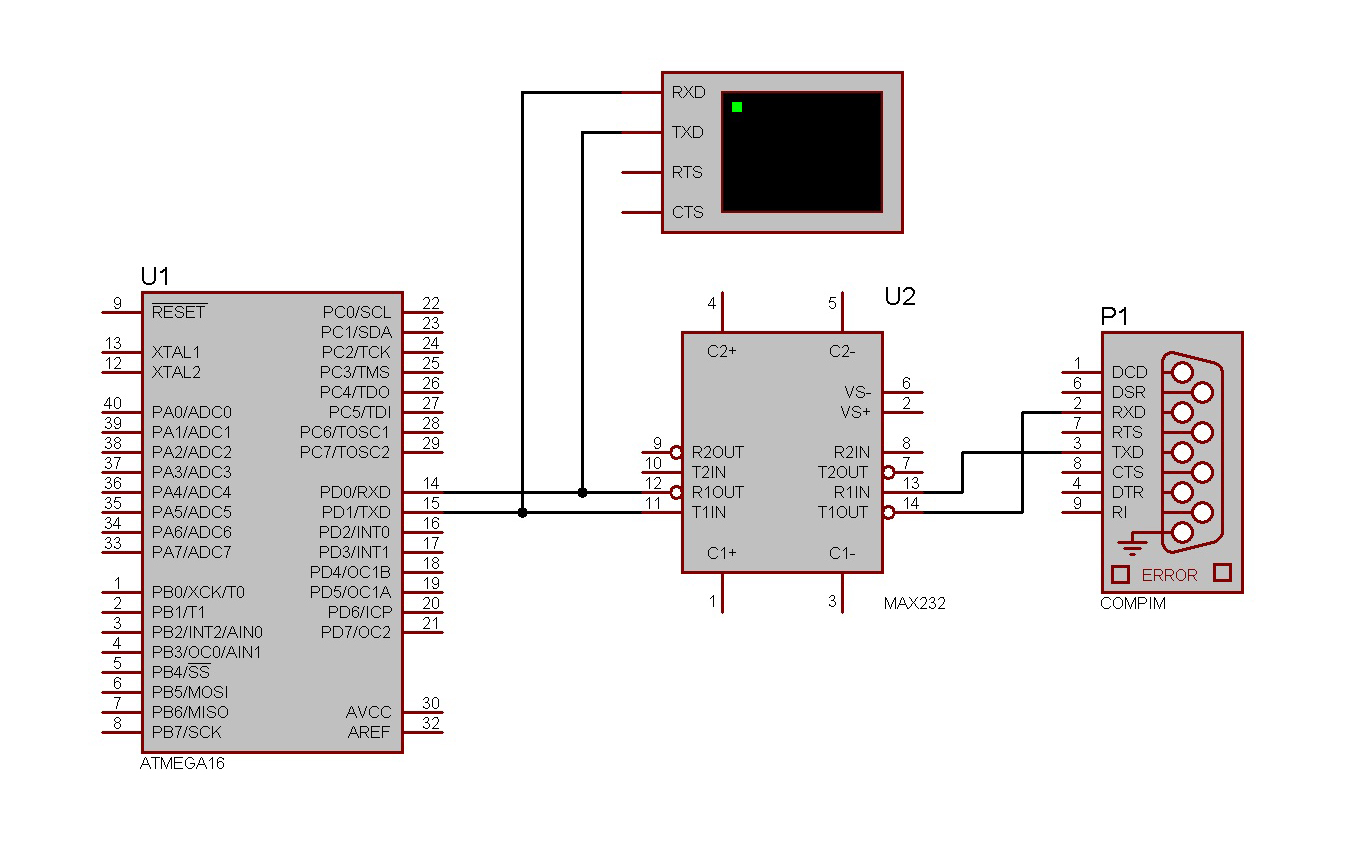 RXD
TXD
RTS
CTS
U1
9 RESET
13 XTAL1
12 XTAL2
40 PA0/ADC0
39 PA1/ADC1
38 PA2/ADC2
37 PA3/ADC3
36 PA4/ADC4
35 PA5/ADC5
34 PA6/ADC6
33 PA7/ADC7
1 PB0/XCK/T0
2 PB1/T1
3 PB2/INT2/AIN0
4 PB3/OC0/AIN1
5 PB4/SS
6 PB5/MOSI
7 PB6/MISO
8 PB7/SCK
PC0/SCL 22
PC1/SDA 23
PC2/TCK 24
PC3/TMS 25
PC4/TDO 26
PC5/TDI 27
PC6/TOSC1 28
PC7/TOSC2 29
PD0/RXD 14
PD1/TXD 15
PD2/INT0 16
PD3/INT1 17
PD4/OC1B 18
PD5/OC1A 19
PD6/ICP 20
PD7/OC2 21
AVCC 30
AREF 32
ATMEGA16
U2
4 5
C2+ C2-
VS- 6
VS+ 2
9 R2OUT R2IN 8
10 T2IN T2OUT 7
12 R1OUT R1IN 13
11 T1IN T1OUT 14
C1+ C1-
1 3
MAX232
P1
1 DCD
6 DSR
2 RXD
7 RTS
3 TXD
8 CTS
4 DTR
9 RI
ERROR
COMPIM